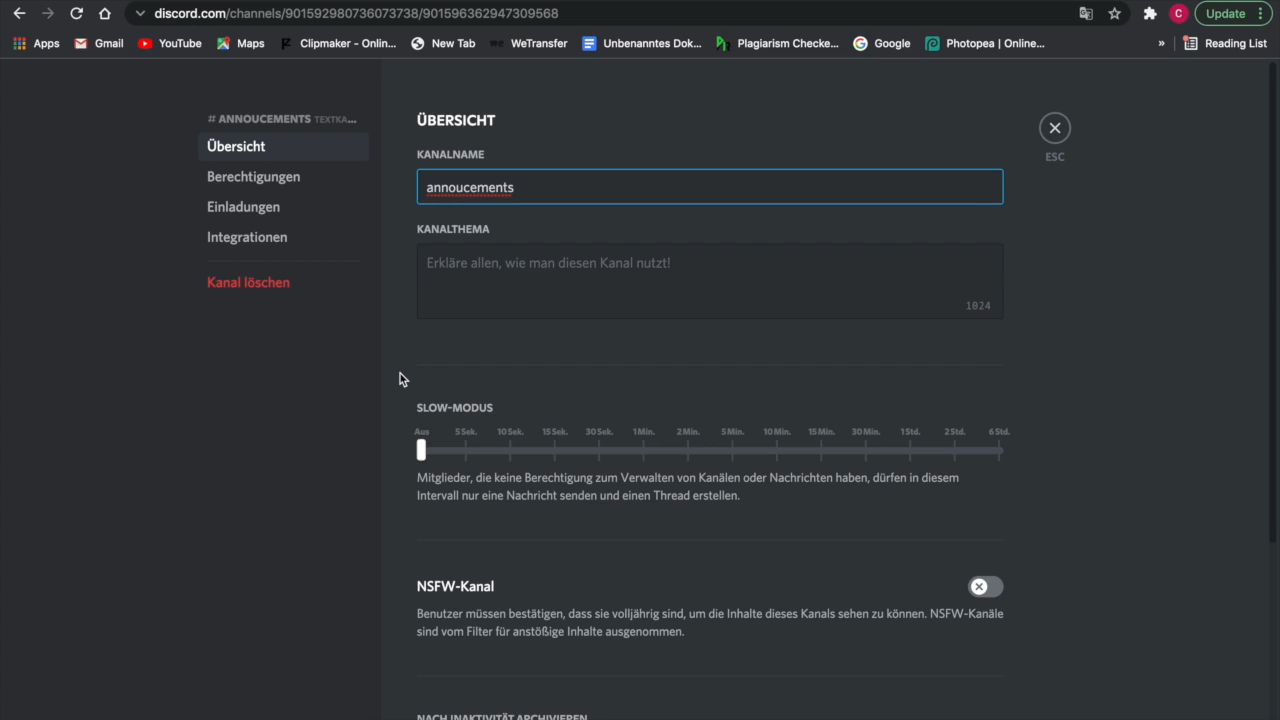 discord.com/channels/901592980736073738/901596362947309568
C
Update
Apps
Gmail
YouTube
Maps
Clipmaker - Onlin...
New Tab
we
WeTransfer
Unbenanntes Dok...
Plagiarism Checke...
Google
Photopea | Online...
»
Reading List
# ANNOUCEMENTS TEXTKA...
Übersicht
Berechtigungen
Einladungen
Integrationen
Kanal löschen
ÜBERSICHT
ESC
KANALNAME
annoucements
KANALTHEMA
Erkläre allen, wie man diesen Kanal nutzt!
1024
SLOW-MODUS
Aus 5 Sek. 10 Sek. 15 Sek. 30 Sek. 1 Min. 2 Min. 5 Min. 10 Min. 15 Min. 30 Min. 1 Std. 2 Std. 6 Std.
Mitglieder, die keine Berechtigung zum Verwalten von Kanälen oder Nachrichten haben, dürfen in diesem
Intervall nur eine Nachricht senden und einen Thread erstellen.
NSFW-Kanal
Benutzer müssen bestätigen, dass sie volljährig sind, um die Inhalte dieses Kanals sehen zu können. NSFW-Kanäle
sind vom Filter für anstößige Inhalte ausgenommen.
NACH INAKTIVITÄT ARCHIVIEREN